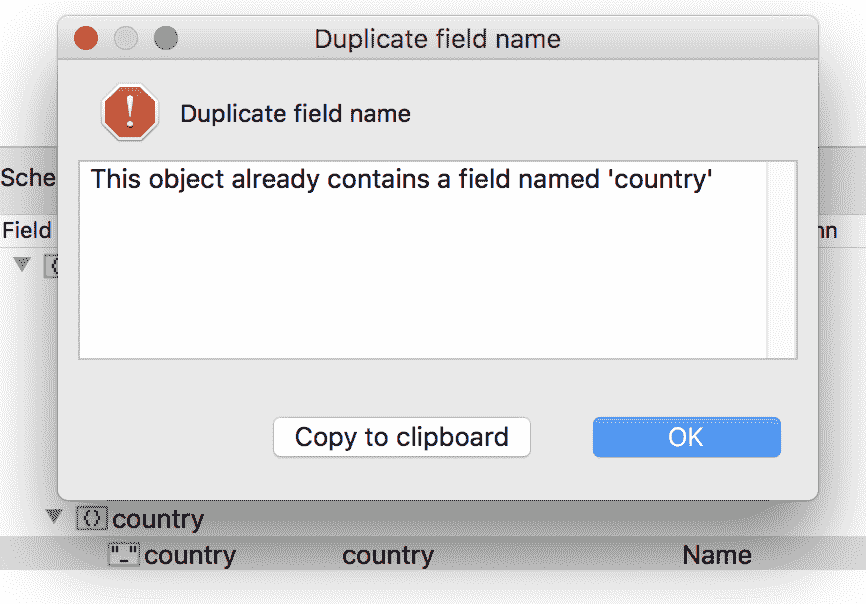 Duplicate field name
Duplicate field name
This object already contains a field named 'country'
Sche
Field
nn
Copy to clipboard
OK
country
country country Name